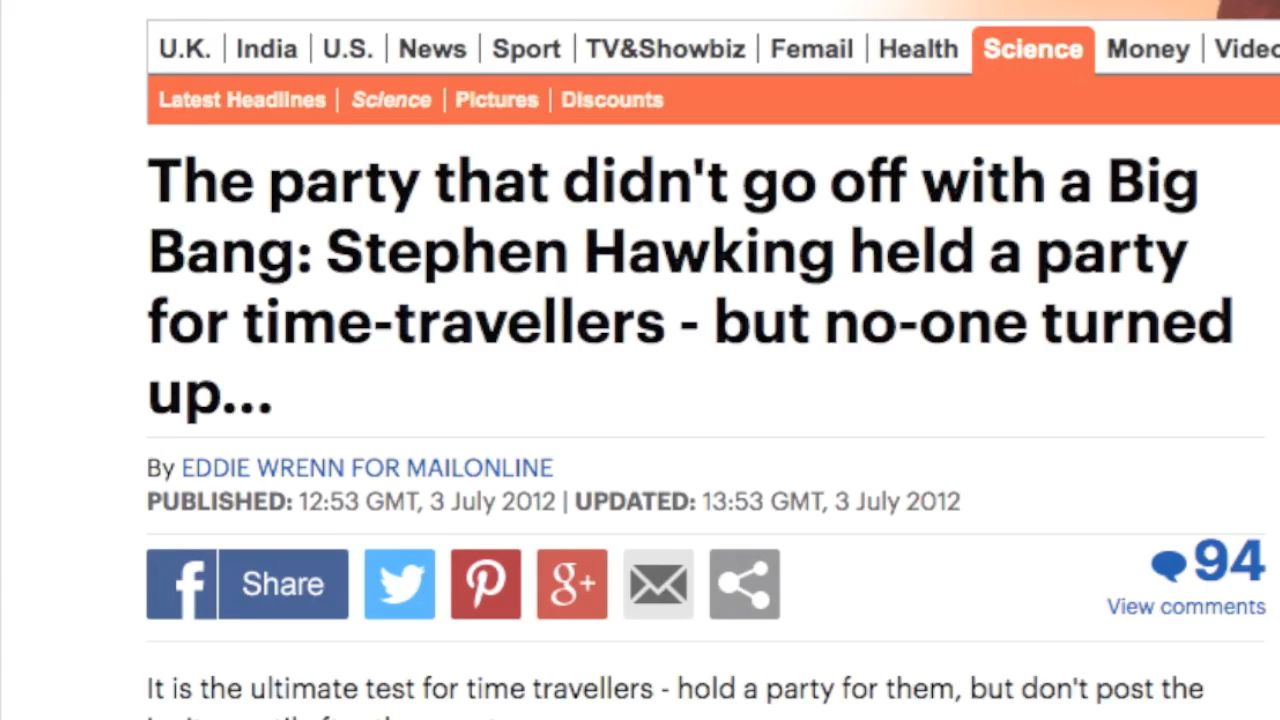 U.K. | India | U.S. | News | Sport | TV&Showbiz | Femail | Health | Science | Money | Video
Latest Headlines | Science | Pictures | Discounts
The party that didn't go off with a Big
Bang: Stephen Hawking held a party
for time-travellers - but no-one turned
up...
By EDDIE WRENN FOR MAILONLINE
PUBLISHED: 12:53 GMT, 3 July 2012 | UPDATED: 13:53 GMT, 3 July 2012
f Share g+
94
View comments
It is the ultimate test for time travellers - hold a party for them, but don't post the